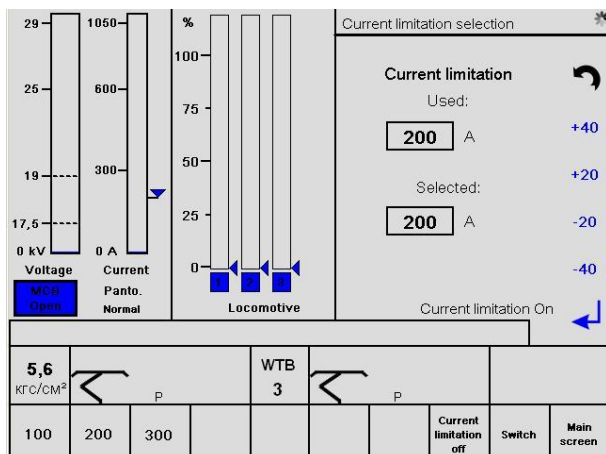 29
25
19
17,5
0 kV
Voltage
MCB
Open
1050
600
300
0 A
Current
Panto.
Normal
%
100
75
50
25
0
1 2 3
Locomotive
Current limitation selection
Current limitation
Used:
200 A
Selected:
200 A
+40
+20
-20
-40
Current limitation On
5,6
кгс/см²
P
WTB
3
P
100
200
300
Current
limitation
off
Switch
Main
screen